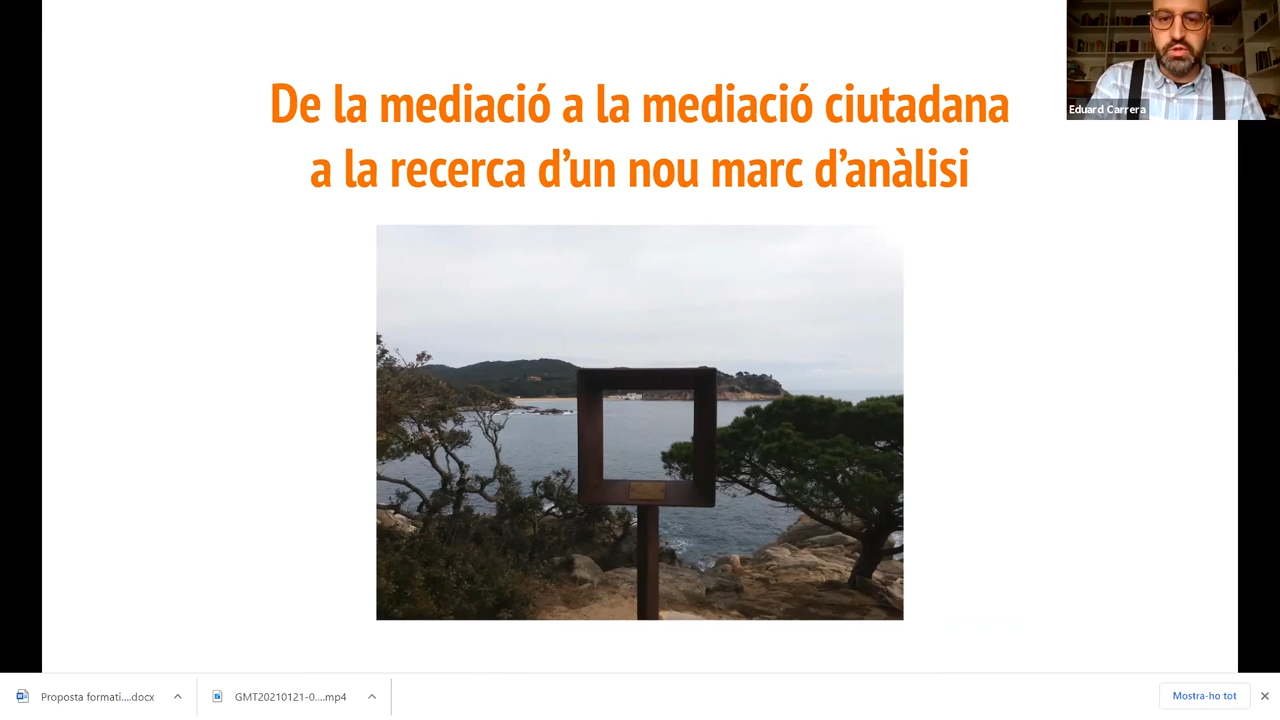 De la mediació a la mediació ciutadana
a la recerca d’un nou marc d’anàlisi
Eduard Carrera
Proposta formati....docx
GMT20210121-0....mp4
Mostra-ho tot